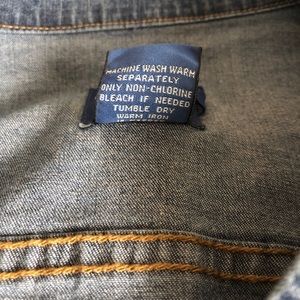 MACHINE WASH WARM
SEPARATELY
ONLY NON-CHLORINE
BLEACH IF NEEDED
TUMBLE DRY
WARM IRON